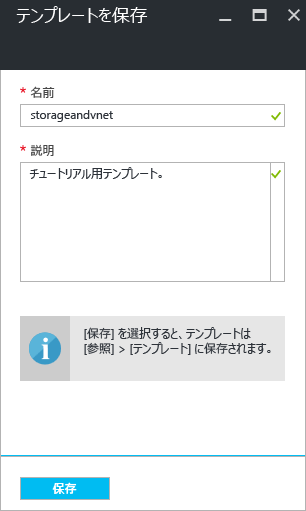 テンプレートを保存
* 名前
storageandvnet
* 説明
チュートリアル用テンプレート。
[保存] を選択すると、テンプレートは
[参照] > [テンプレート] に保存されます。
保存